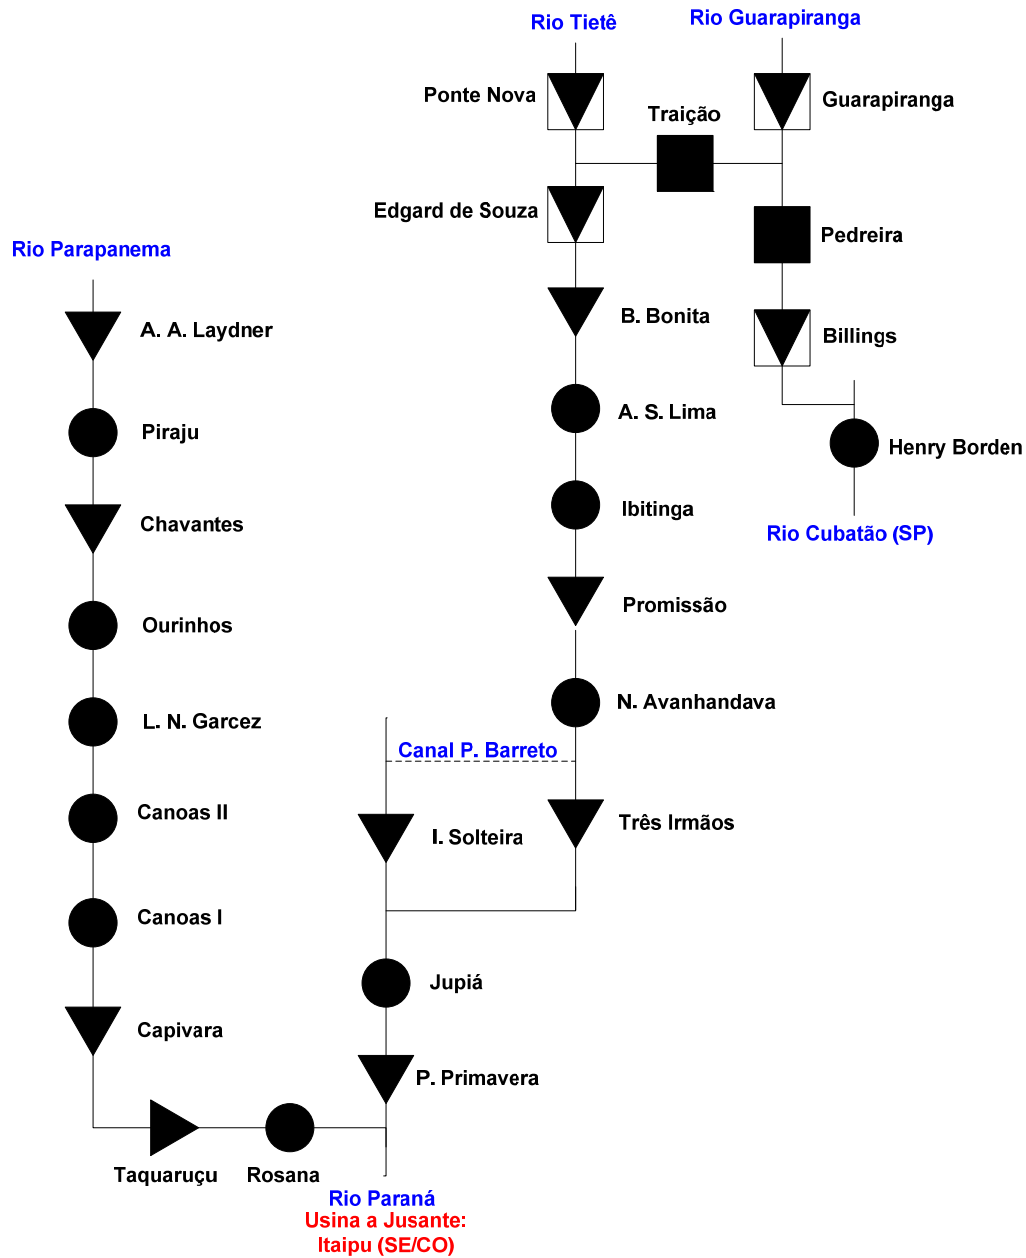 Rio Tietê
Rio Guarapiranga
Ponte Nova
Guarapiranga
Traição
Edgard de Souza
Pedreira
Rio Parapanema
B. Bonita
A. A. Laydner
Billings
A. S. Lima
Piraju
Henry Borden
Ibitinga
Chavantes
Rio Cubatão (SP)
Promissão
Ourinhos
N. Avanhandava
L. N. Garcez
Canal P. Barreto
Canoas II
Três Irmãos
I. Solteira
Canoas I
Jupiá
Capivara
P. Primavera
Taquaruçu
Rosana
Rio Paraná
Usina a Jusante:
Itaipu (SE/CO)